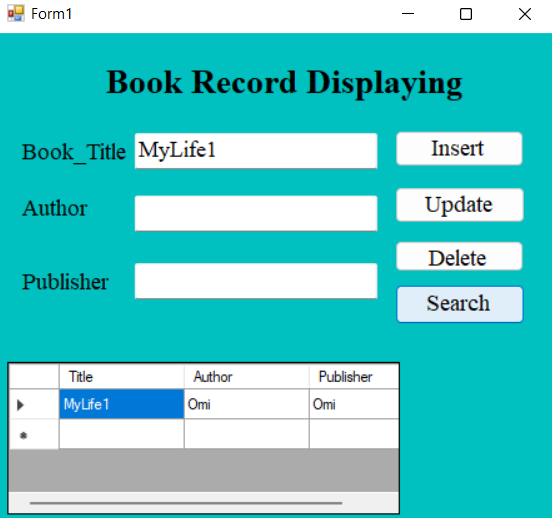 Form1
Book Record Displaying
Book_Title MyLife1 Insert
Author Update
Delete
Publisher
Search
Title Author Publisher
MyLife1 Omi Omi